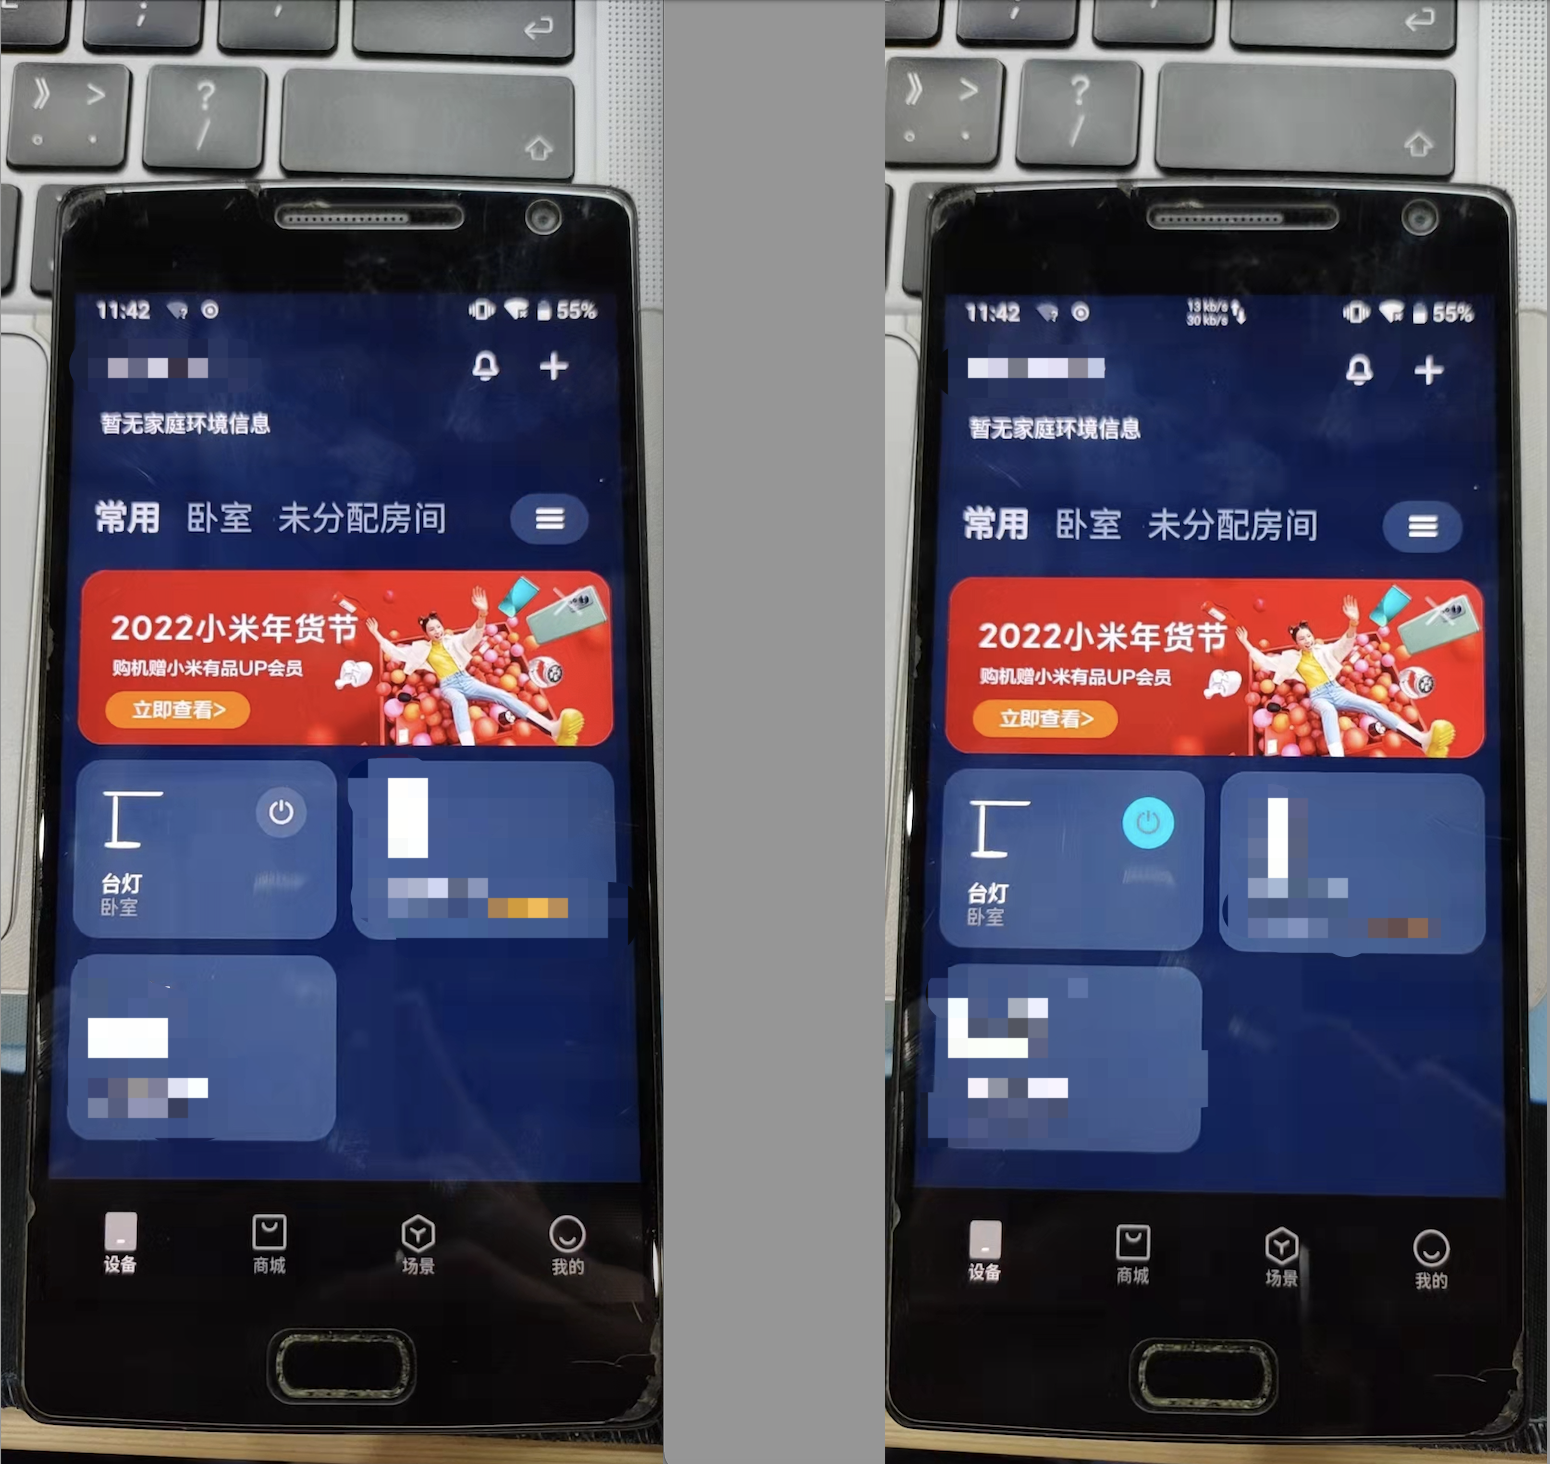 ; 
》 > ?
。 . /
11:42 55%
暂无家庭环境信息
常用 卧室 未分配房间
2022小米年货节
购机赠小米有品UP会员
立即查看>
台灯
卧室
设备 商城 场景 我的
;
》 > ?
。 . /
11:42 13 kb/s 55%
30 kb/s
暂无家庭环境信息
常用 卧室 未分配房间
2022小米年货节
购机赠小米有品UP会员
立即查看>
台灯
卧室
设备 商城 场景 我的